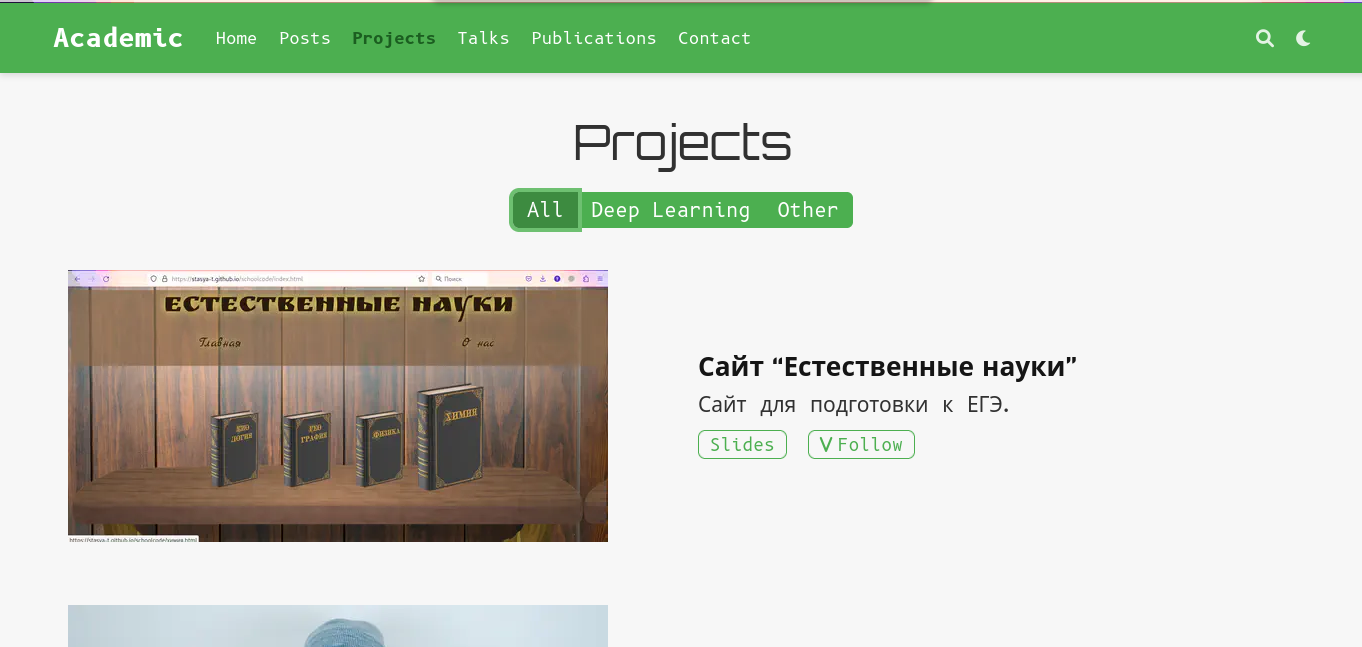 Academic Home Posts Projects Talks Publications Contact
Projects
All Deep Learning Other
https://stasya-t.github.io/schoolcode/index.html Поиск
ЕСТЕСТВЕННЫЕ НАУКИ
Главная О нас
БИО
ЛОГИЯ
ГЕО
ГРАФИЯ
ФИЗИКА
ХИМИЯ
https://stasya-t.github.io/schoolcode/химия.html
Сайт “Естественные науки”
Сайт для подготовки к ЕГЭ.
Slides Follow